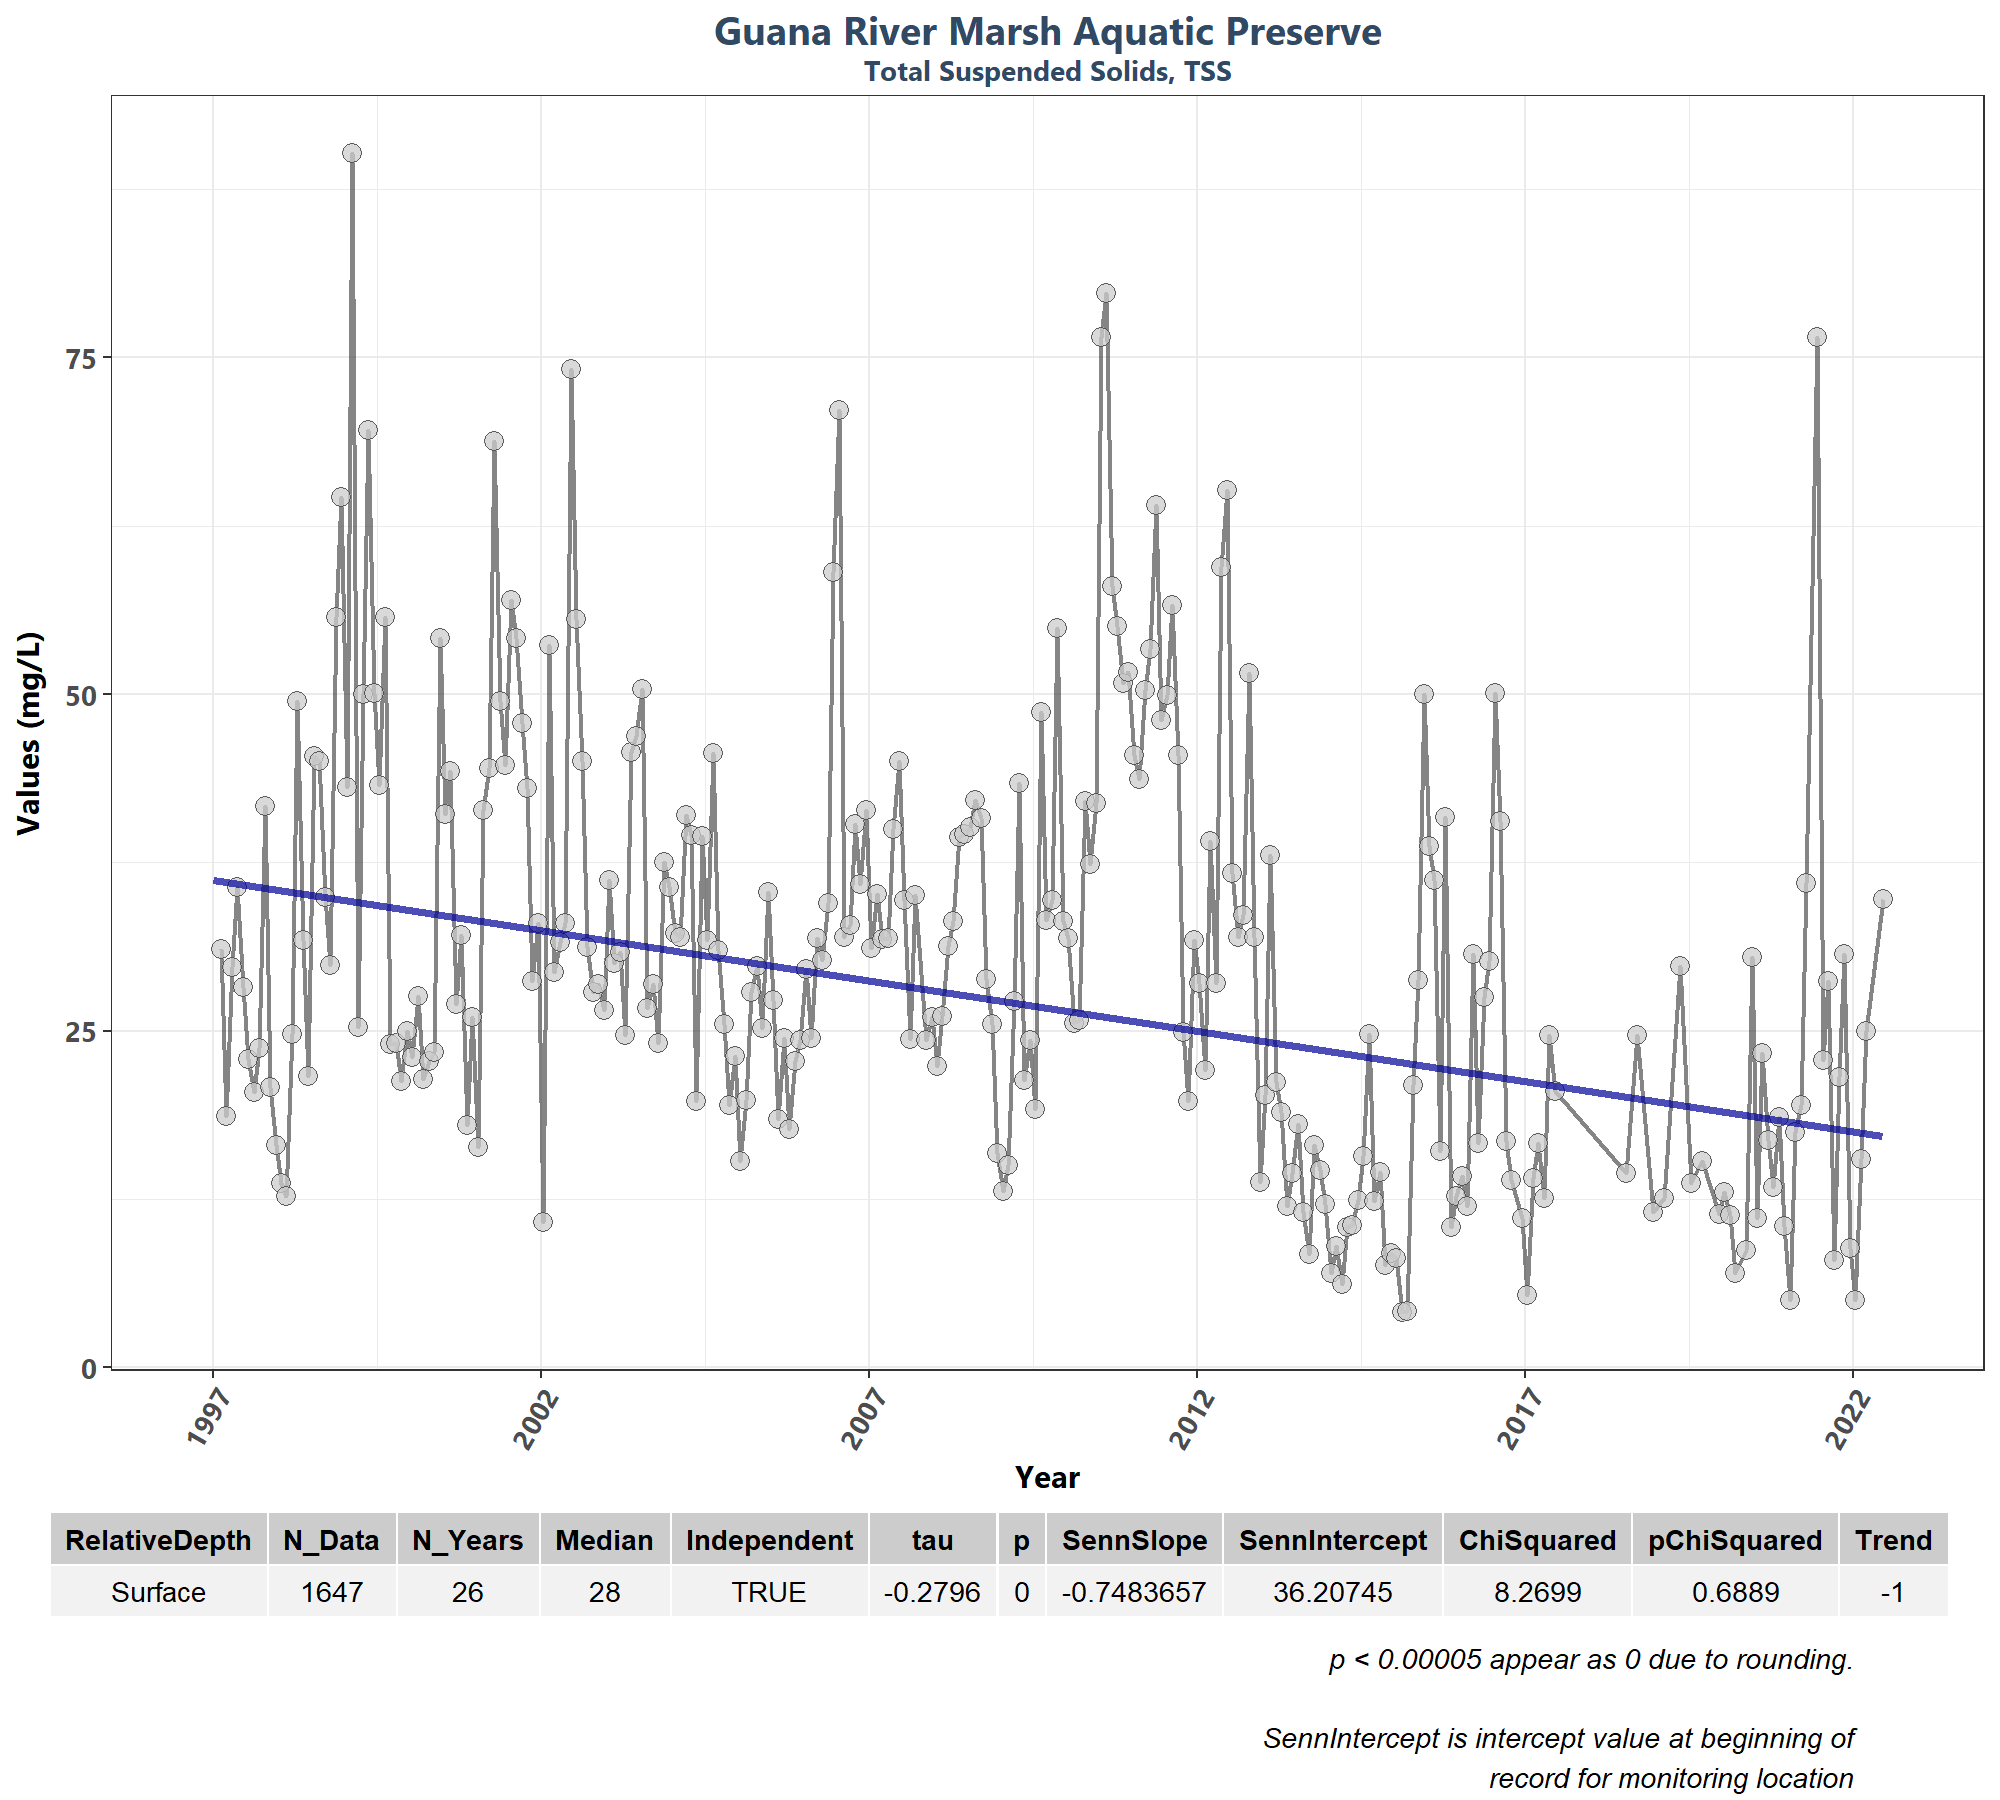 Guana River Marsh Aquatic Preserve
Total Suspended Solids, TSS
Values (mg/L)
75
50
25
0
1997 2002 2007 2012 2017 2022
Year
RelativeDepth N_Data N_Years Median Independent tau p SennSlope SennIntercept ChiSquared pChiSquared Trend
Surface 1647 26 28 TRUE -0.2796 0 -0.7483657 36.20745 8.2699 0.6889 -1
p < 0.00005 appear as 0 due to rounding.
SennIntercept is intercept value at beginning of
record for monitoring location